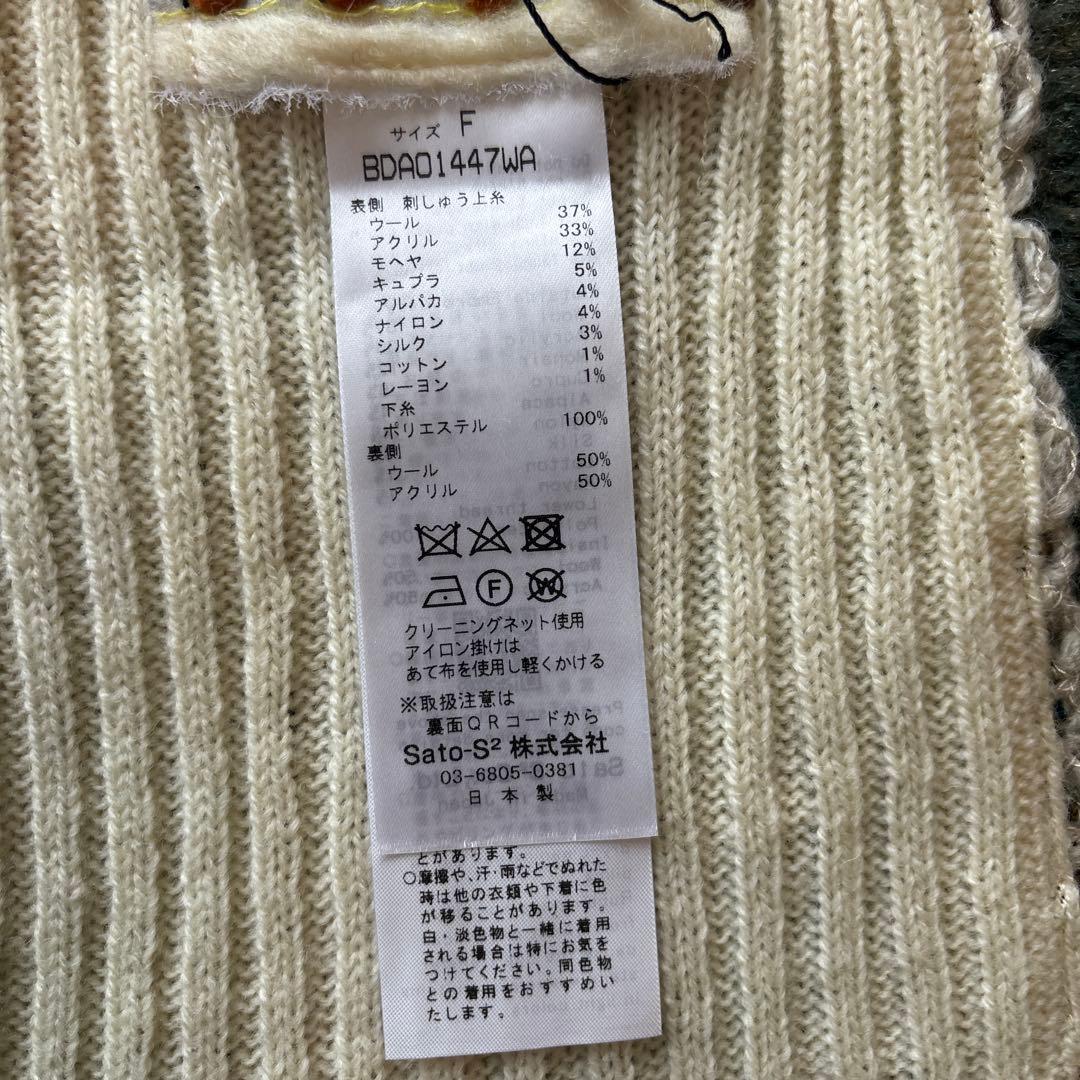 サイズ F
BDA01447WA
表側 刺しゅう上糸
ウール 37%
アクリル 33%
モヘヤ 12%
キュプラ 5%
アルパカ 4%
ナイロン 4%
シルク 3%
コットン 1%
レーヨン 1%
下糸
ポリエステル 100%
裏側
ウール 50%
アクリル 50%
F
W
クリーニングネット使用
アイロン掛けは
あて布を使用し軽くかける
※取扱注意は
裏面QRコードから
Sato-S² 株式会社
03-6805-0381
日本製
とがあります。
○摩擦や、汗・雨などでぬれた
時は他の衣類や下着に色
が移ることがあります。
白・淡色物と一緒に着用
される場合は特にお気を
つけてください。同色物
との着用をおすすめい
たします。